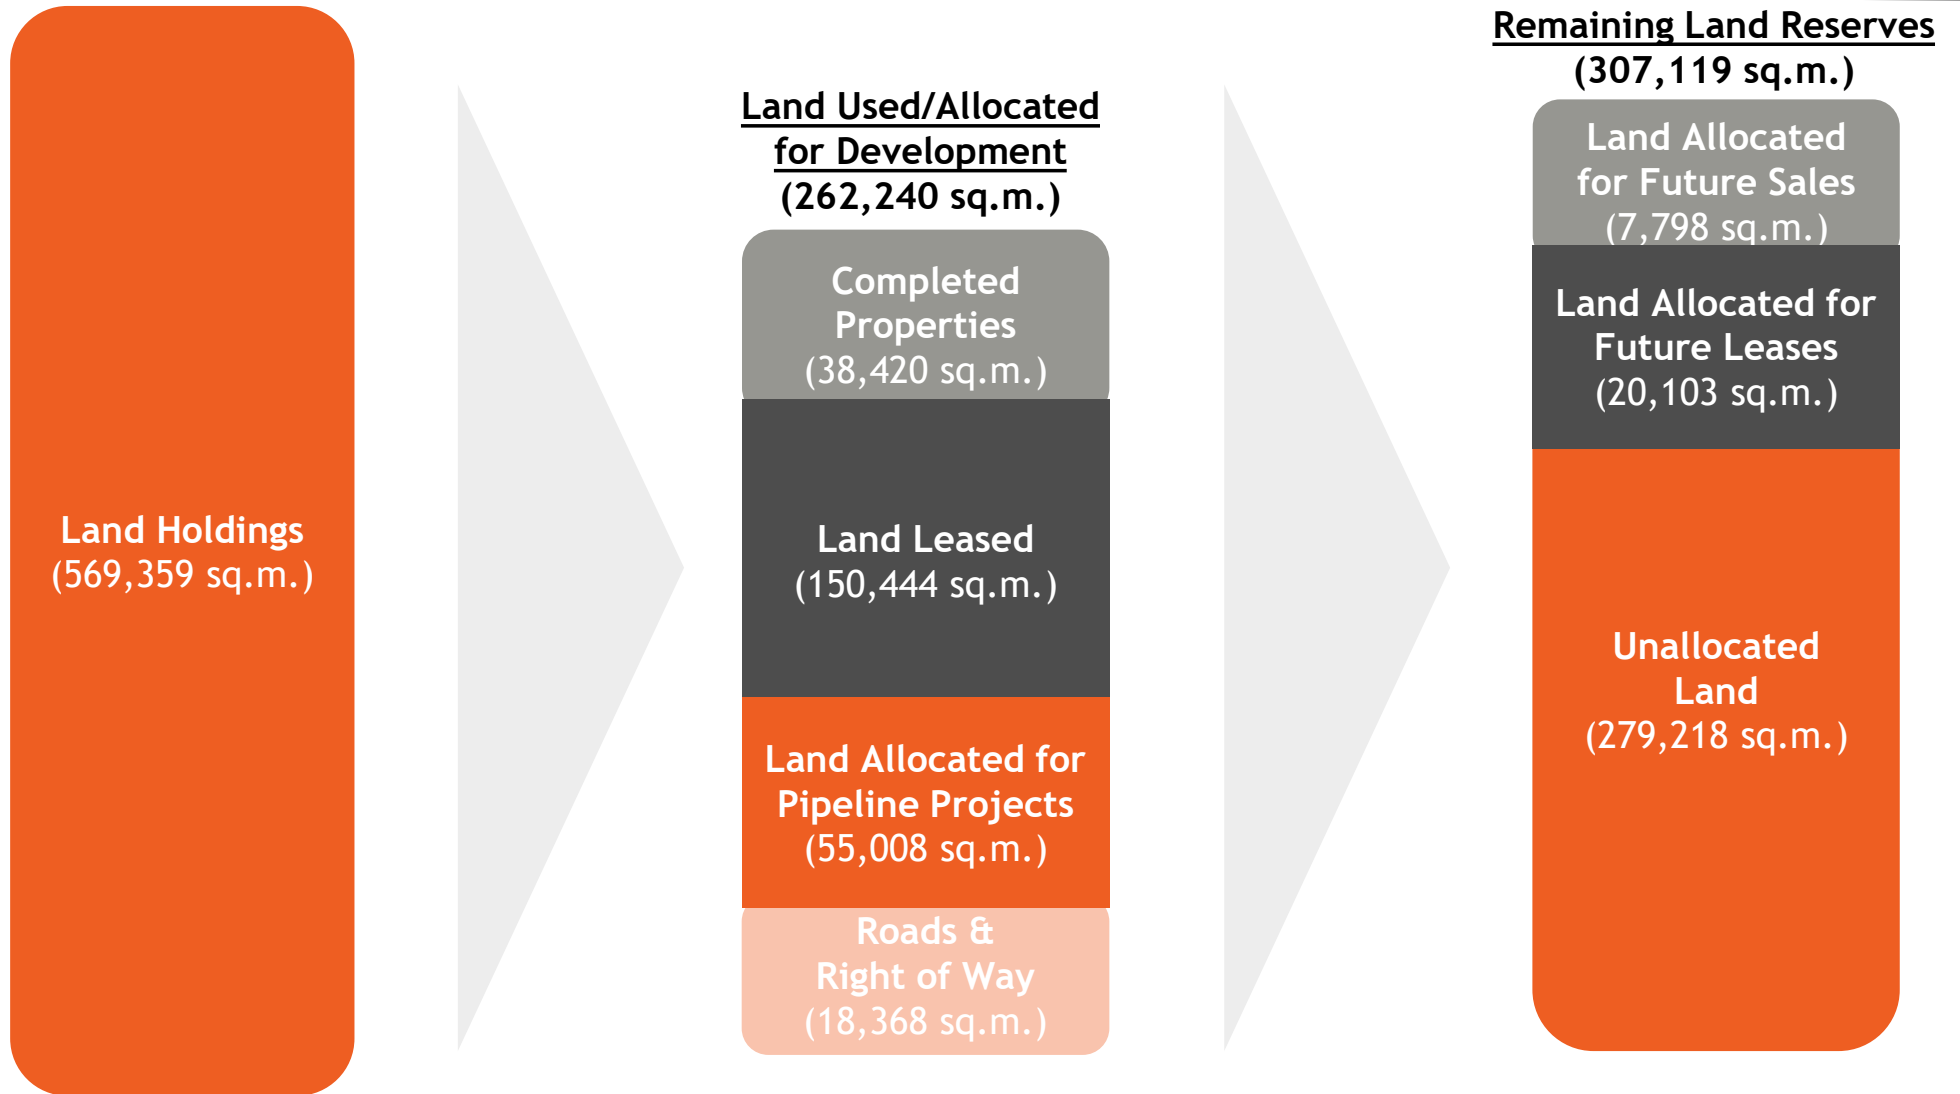 Land Holdings
(569,359 sq.m.)
Land Used/Allocated
for Development
(262,240 sq.m.)
Completed
Properties
(38,420 sq.m.)
Land Leased
(150,444 sq.m.)
Land Allocated for
Pipeline Projects
(55,008 sq.m.)
Roads &
Right of Way
(18,368 sq.m.)
Remaining Land Reserves
(307,119 sq.m.)
Land Allocated
for Future Sales
(7,798 sq.m.)
Land Allocated for
Future Leases
(20,103 sq.m.)
Unallocated
Land
(279,218 sq.m.)